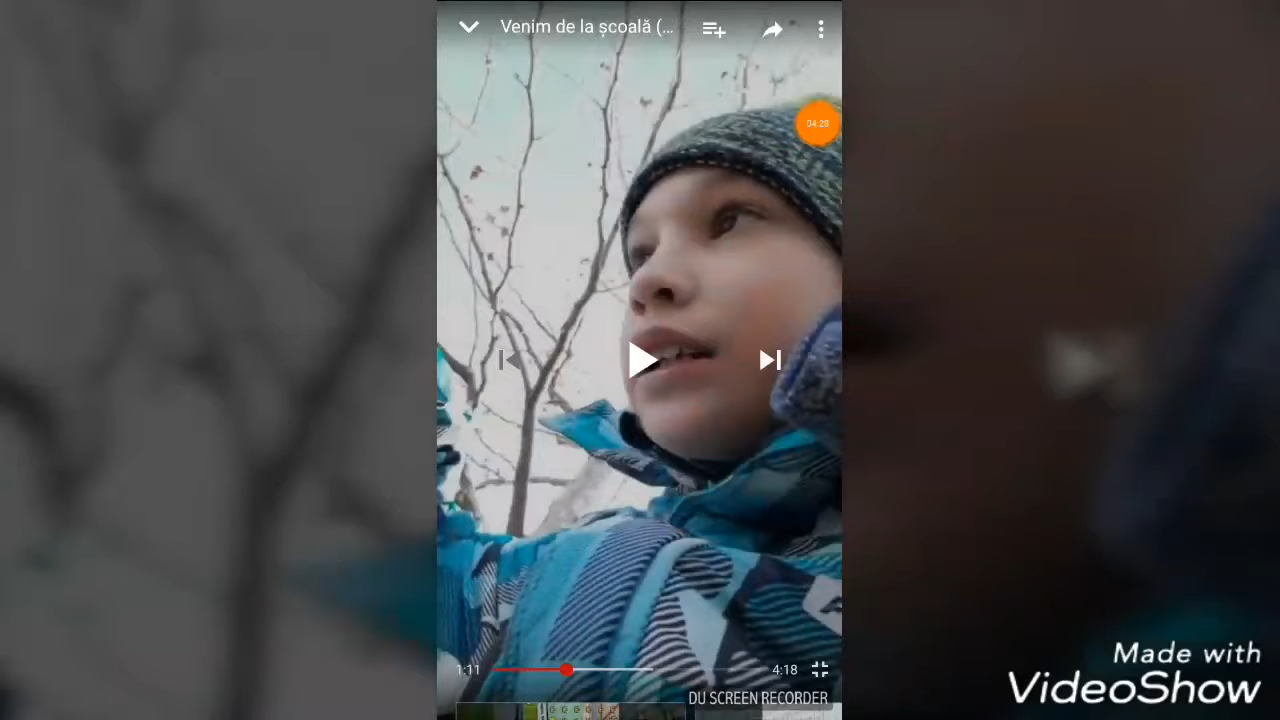 Venim de la școală (...
04:28
1:11
4:18
DU SCREEN RECORDER
Made with
VideoShow